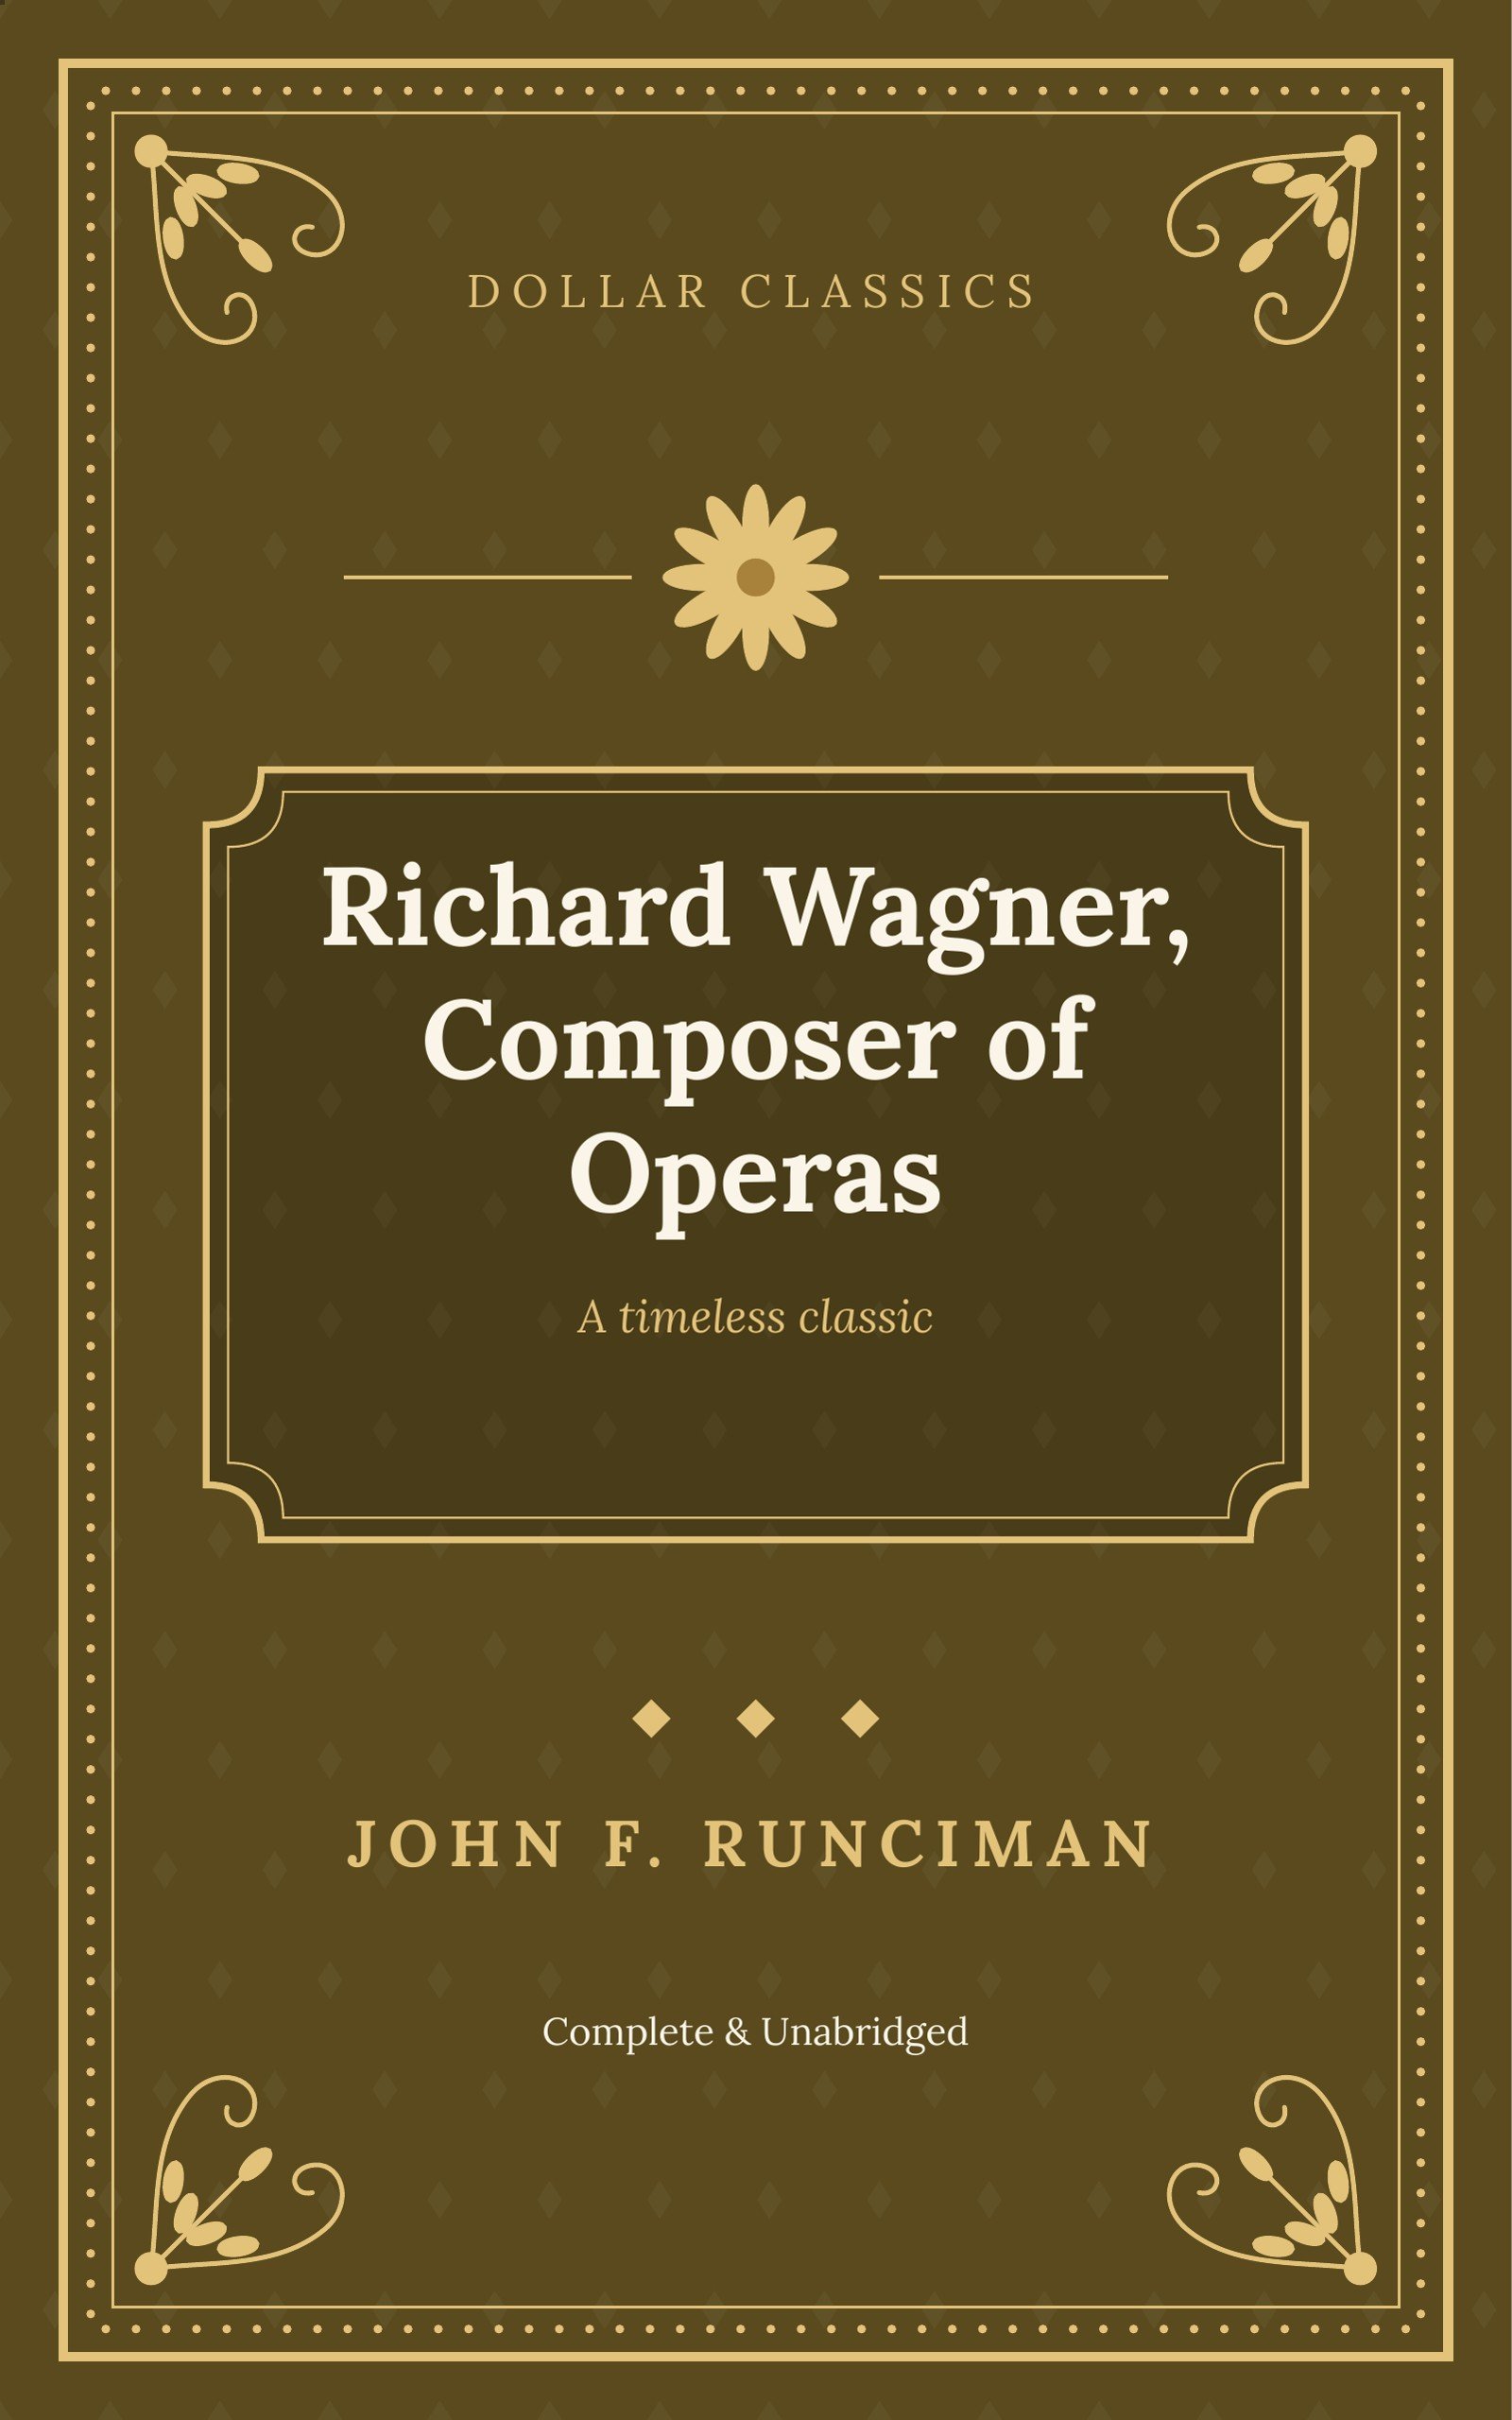 DOLLAR CLASSICS
Richard Wagner,
Composer of
Operas
A timeless classic
JOHN F. RUNCIMAN
Complete & Unabridged